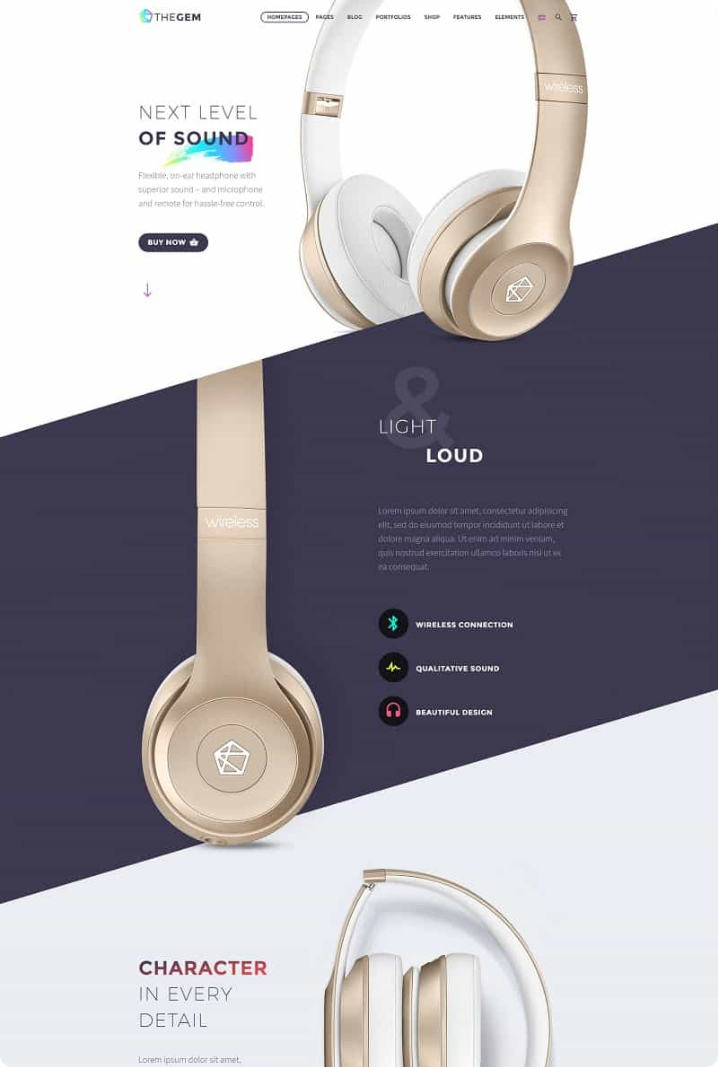 THEGEM
HOMEPAGES PAGES BLOG PORTFOLIOS SHOP FEATURES ELEMENTS
wireless
NEXT LEVEL
OF SOUND
Flexible, on-ear headphone with
superior sound – and microphone
and remote for hassle-free control.
BUY NOW
&
LIGHT
LOUD
wireless
Lorem ipsum dolor sit amet, consectetur adipisicing
elit, sed do eiusmod tempor incididunt ut labore et
dolore magna aliqua. Ut enim ad minim veniam,
quis nostrud exercitation ullamco laboris nisi ut ex
ea consequat.
WIRELESS CONNECTION
QUALITATIVE SOUND
BEAUTIFUL DESIGN
CHARACTER
IN EVERY
DETAIL
Lorem ipsum dolor sit amet,